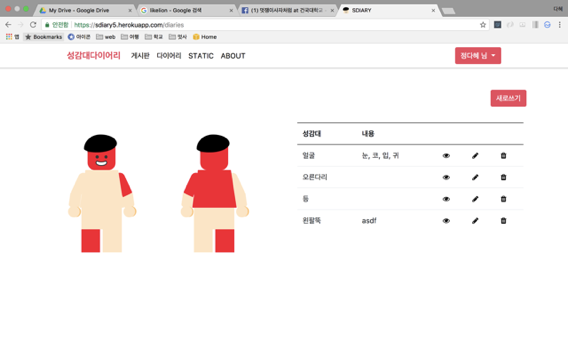 My Drive - Google Drive
likelion - Google 검색
(1) 멋쟁이사자처럼 at 건국대학교
SDIARY
다혜
안전함 https://sdiary5.herokuapp.com/diaries
앱 Bookmarks 아이콘 web 여행 학교 멋사 Home
성감대다이어리 게시판 다이어리 STATIC ABOUT
정다혜 님
새로쓰기
성감대 내용
얼굴 눈, 코, 입, 귀
오른다리
등
왼팔뚝 asdf